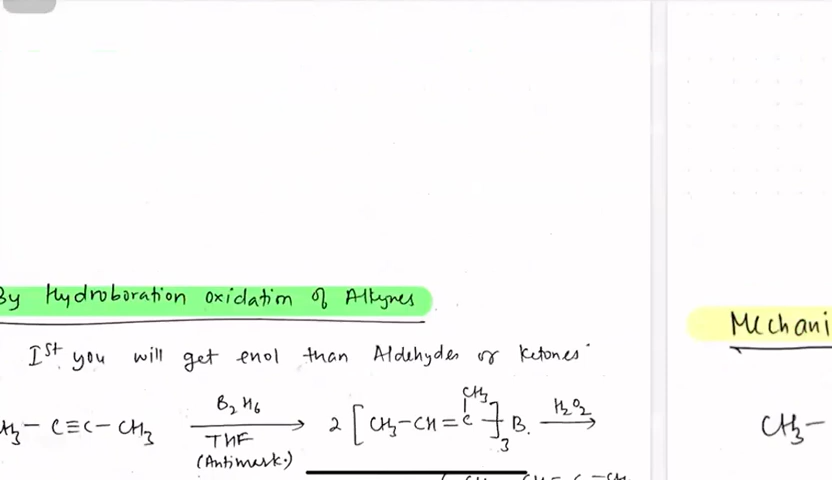 By Hydroboration oxidation of Alkynes
Ist you will get enol than Aldehydes or ketones
CH3 - C≡C - CH3 B2H6 THF (Antimark.) 2 [CH3-CH=C(CH3)]3 B. H2O2
Mechani
CH3-